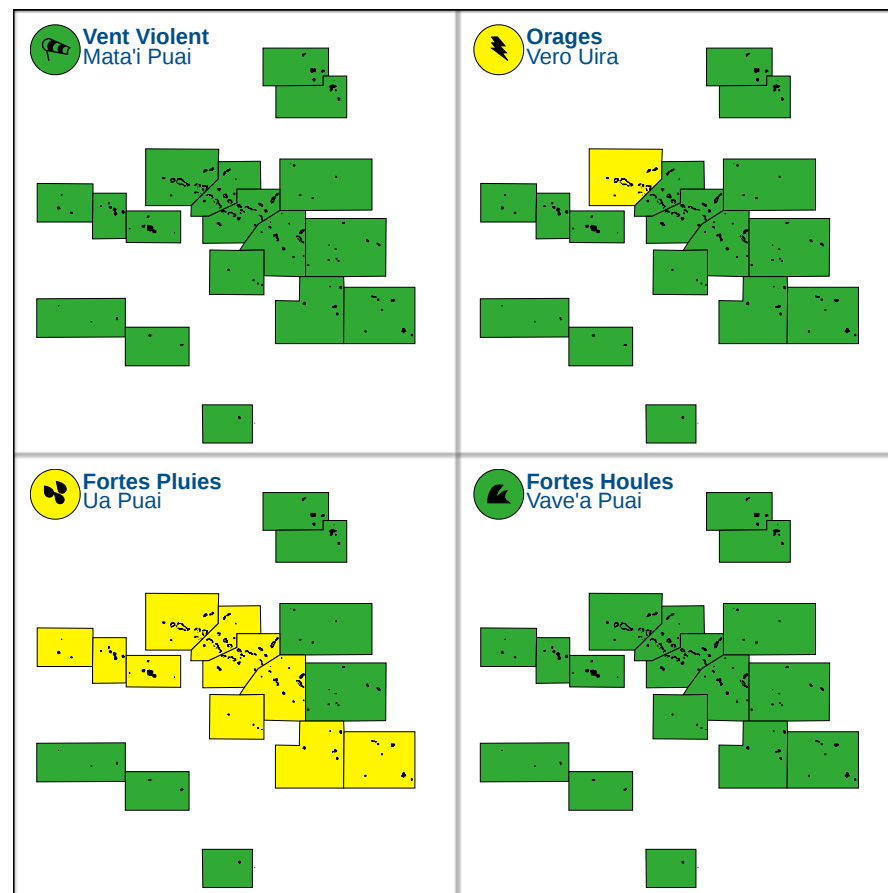 Vent Violent
Mata'i Puai
Orages
Vero Uira
Fortes Pluies
Ua Puai
Fortes Houles
Vave'a Puai